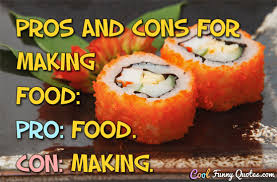 PROS AND CONS FOR
MAKING
FOOD:
PRO: FOOD.
CON: MAKING.
Cool Funny Quotes.com